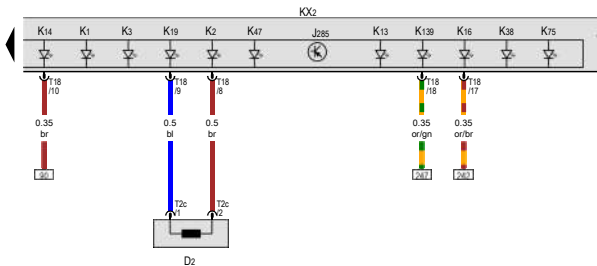 KX2
K14 K1 K3 K19 K2 K47 J285 K13 K139 K16 K38 K75
T18 T18 T18 T18 T18
/10 /9 /8 /18 /17
0.35 0.5 0.5 0.35 0.35
br bl br or/gn or/br
90 247 242
T2c T2c
/1 /2
D2